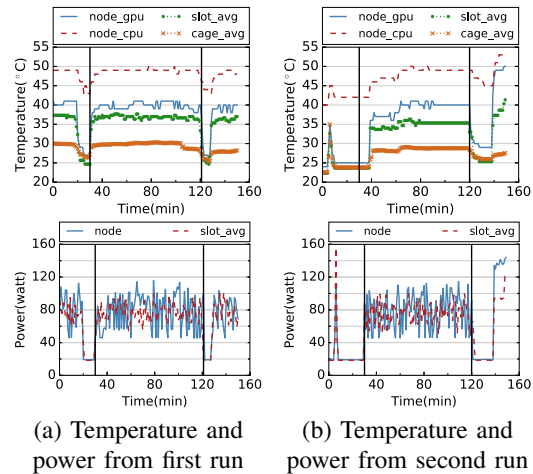 node_gpu slot_avg
node_cpu cage_avg
55
50
45
40
35
30
25
20
Temperature(°C)
0 40 80 120 160
Time(min)
node_gpu slot_avg
node_cpu cage_avg
55
50
45
40
35
30
25
20
Temperature(°C)
0 40 80 120 160
Time(min)
node slot_avg
160
120
80
40
0
Power(watt)
0 40 80 120 160
Time(min)
node slot_avg
160
120
80
40
0
Power(watt)
0 40 80 120 160
Time(min)
(a) Temperature and
power from first run
(b) Temperature and
power from second run